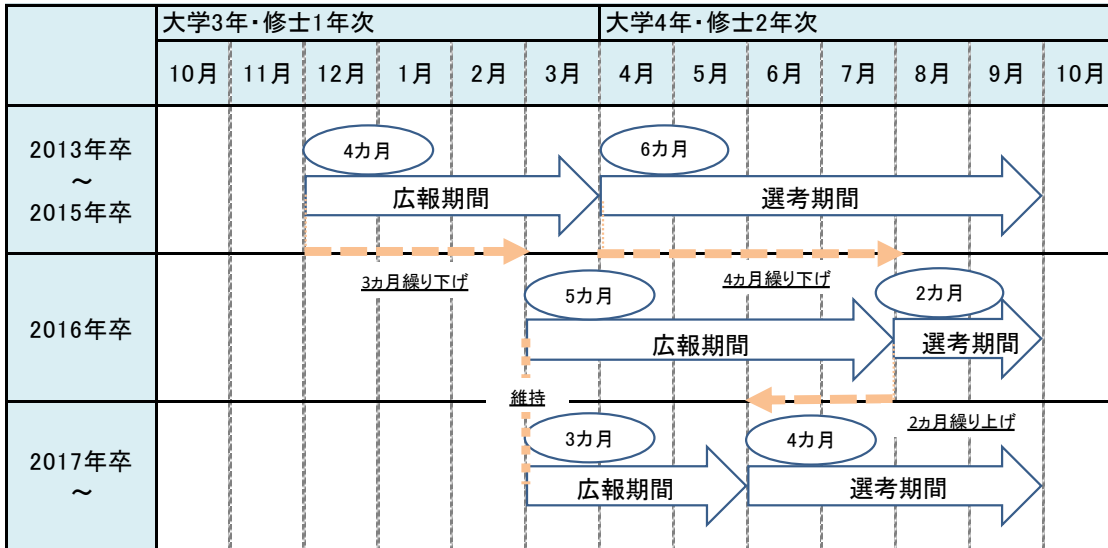 大学3年・修士1年次
大学4年・修士2年次
10月 11月 12月 1月 2月 3月 4月 5月 6月 7月 8月 9月 10月
2013年卒
～
2015年卒
4カ月
6カ月
広報期間
選考期間
3ヵ月繰り下げ
4ヵ月繰り下げ
2016年卒
5カ月
2カ月
広報期間
選考期間
維持
2ヵ月繰り上げ
2017年卒
～
3カ月
4カ月
広報期間
選考期間